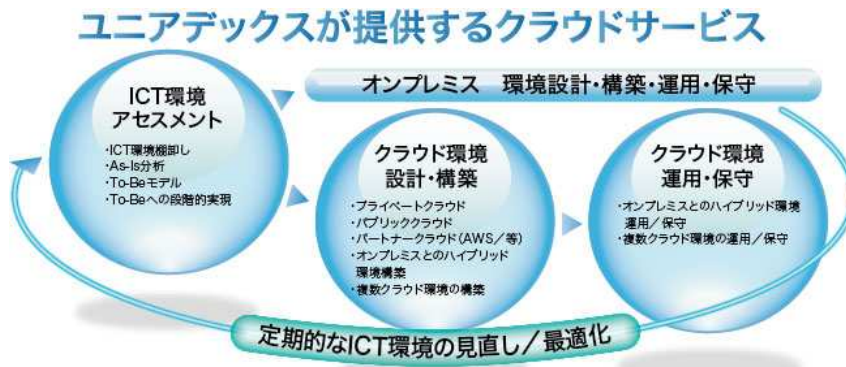 ユニアデックスが提供するクラウドサービス
ICT環境
アセスメント
・ICT環境棚卸し
・As-Is分析
・To-Beモデル
・To-Beへの段階的実現
オンプレミス 環境設計・構築・運用・保守
クラウド環境
設計・構築
・プライベートクラウド
・パブリッククラウド
・パートナークラウド(AWS/等)
・オンプレミスとのハイブリッド
環境構築
・複数クラウド環境の構築
クラウド環境
運用・保守
・オンプレミスとのハイブリッド環境
運用/保守
・複数クラウド環境の運用/保守
定期的なICT環境の見直し/最適化